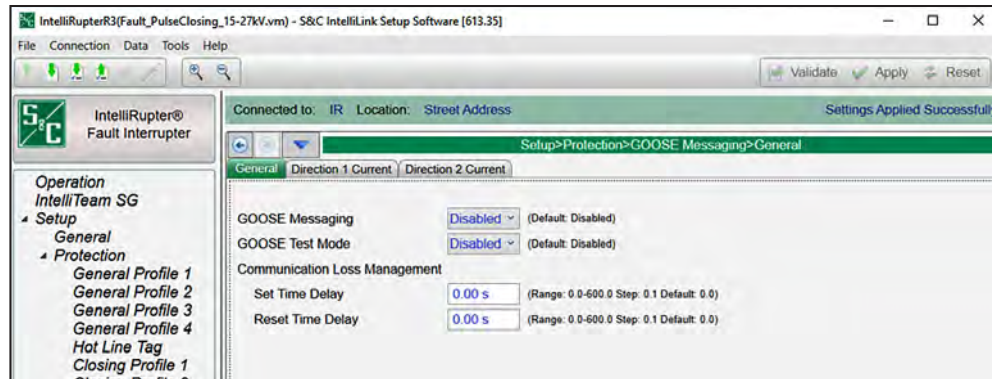 IntelliRupterR3(Fault_PulseClosing_15-27kV.vm) - S&C IntelliLink Setup Software [613.35]
File Connection Data Tools Help
Validate Apply Reset
S&C
IntelliRupter®
Fault Interrupter
Connected to: IR Location: Street Address Settings Applied Successfull
Setup>Protection>GOOSE Messaging>General
General Direction 1 Current Direction 2 Current
Operation
IntelliTeam SG
Setup
General
Protection
General Profile 1
General Profile 2
General Profile 3
General Profile 4
Hot Line Tag
Closing Profile 1
GOOSE Messaging Disabled (Default: Disabled)
GOOSE Test Mode Disabled (Default: Disabled)
Communication Loss Management
Set Time Delay 0.00 s (Range: 0.0-600.0 Step: 0.1 Default: 0.0)
Reset Time Delay 0.00 s (Range: 0.0-600.0 Step: 0.1 Default: 0.0)